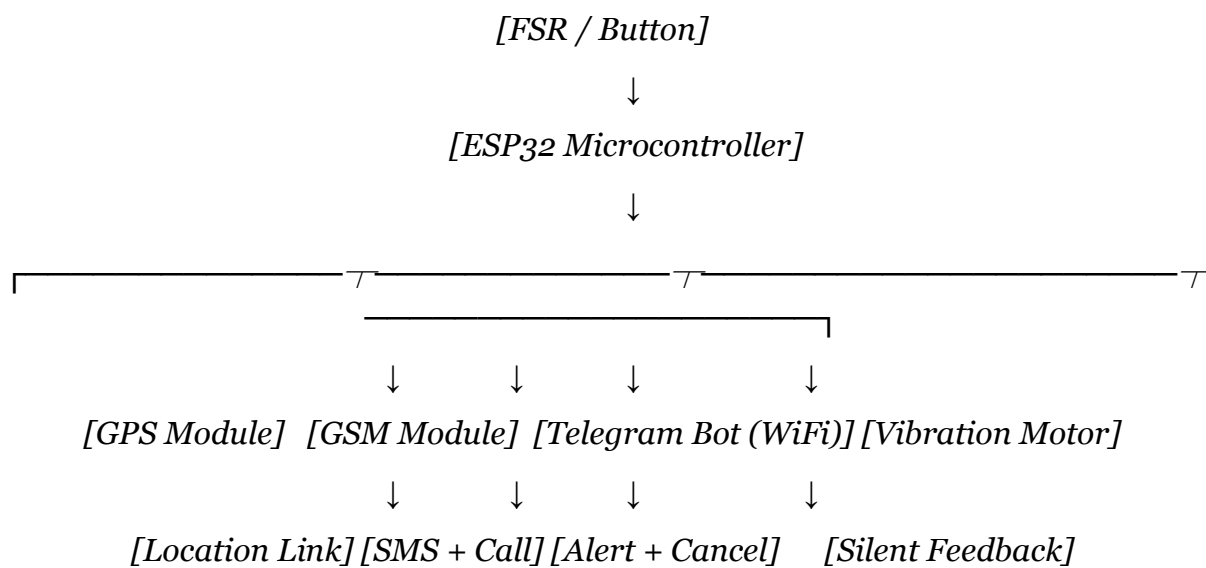 [FSR / Button]
↓
[ESP32 Microcontroller]
↓
┌──────────────┬─────────────┬────────────────────┬
────────────────────┐
↓ ↓ ↓ ↓
[GPS Module] [GSM Module] [Telegram Bot (WiFi)] [Vibration Motor]
↓ ↓ ↓ ↓
[Location Link] [SMS + Call] [Alert + Cancel] [Silent Feedback]